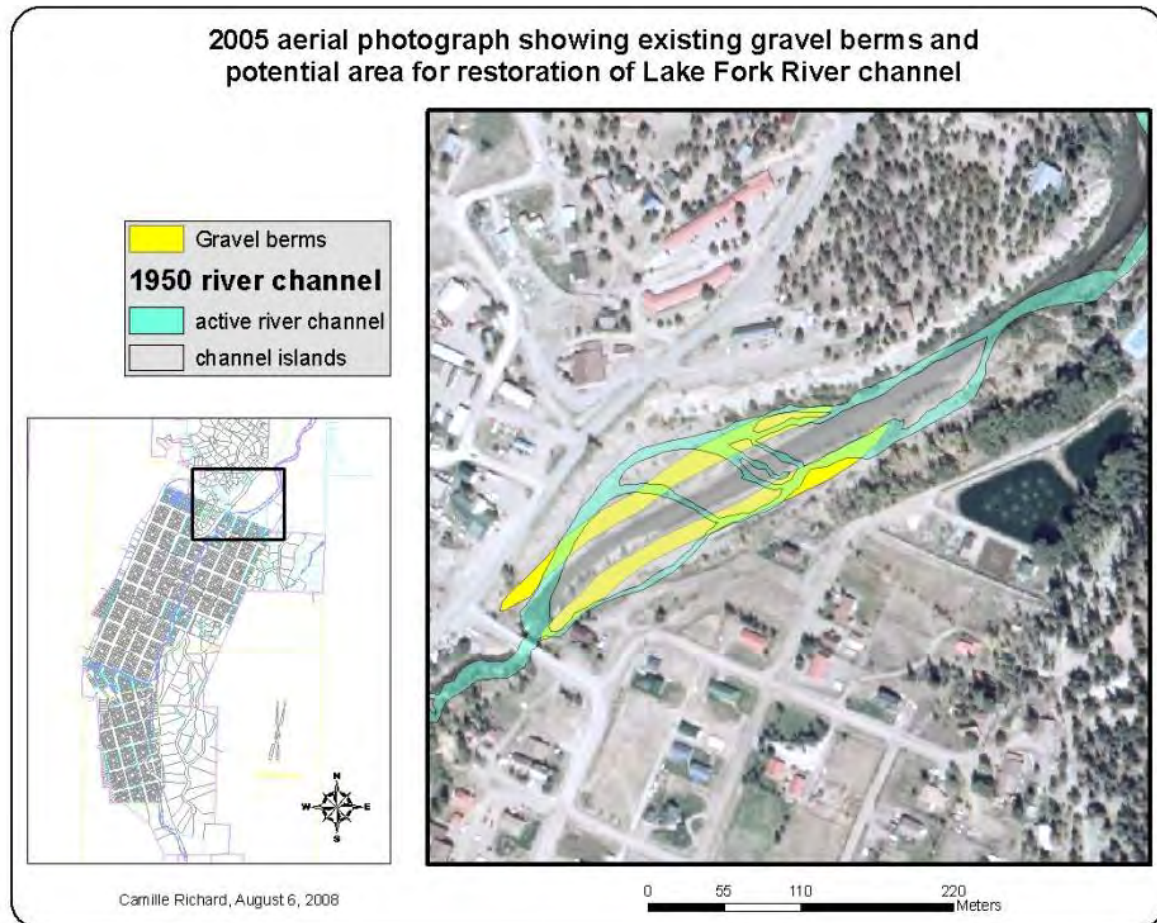 2005 aerial photograph showing existing gravel berms and
potential area for restoration of Lake Fork River channel
Gravel berms
1950 river channel
active river channel
channel islands
N
W E
S
Camille Richard, August 6, 2008
0 55 110 220
Meters